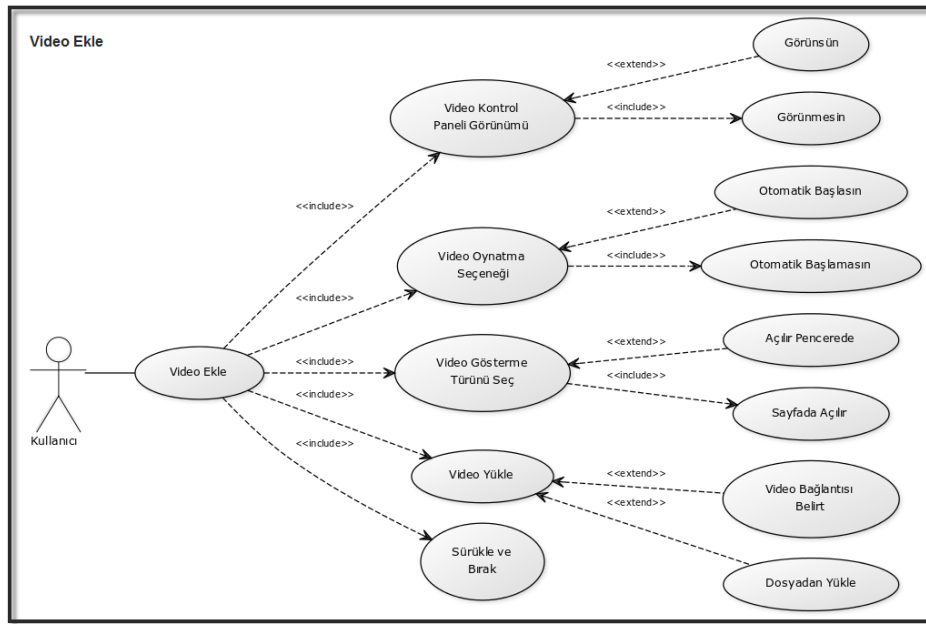 Video Ekle
Görünsün
<<extend>>
Video Kontrol
Paneli Görünümü
<<include>>
Görünmesin
Otomatik Başlasın
<<include>>
<<extend>>
Video Oynatma
Seçeneği
<<include>>
Otomatik Başlamasın
<<include>>
Açılır Pencerede
<<extend>>
Video Ekle
<<include>>
Video Gösterme
Türünü Seç
<<include>>
Sayfada Açılır
<<include>>
Kullanıcı
<<include>>
Video Yükle
<<extend>>
Video Bağlantısı
Belirt
<<extend>>
Sürükle ve
Bırak
Dosyadan Yükle